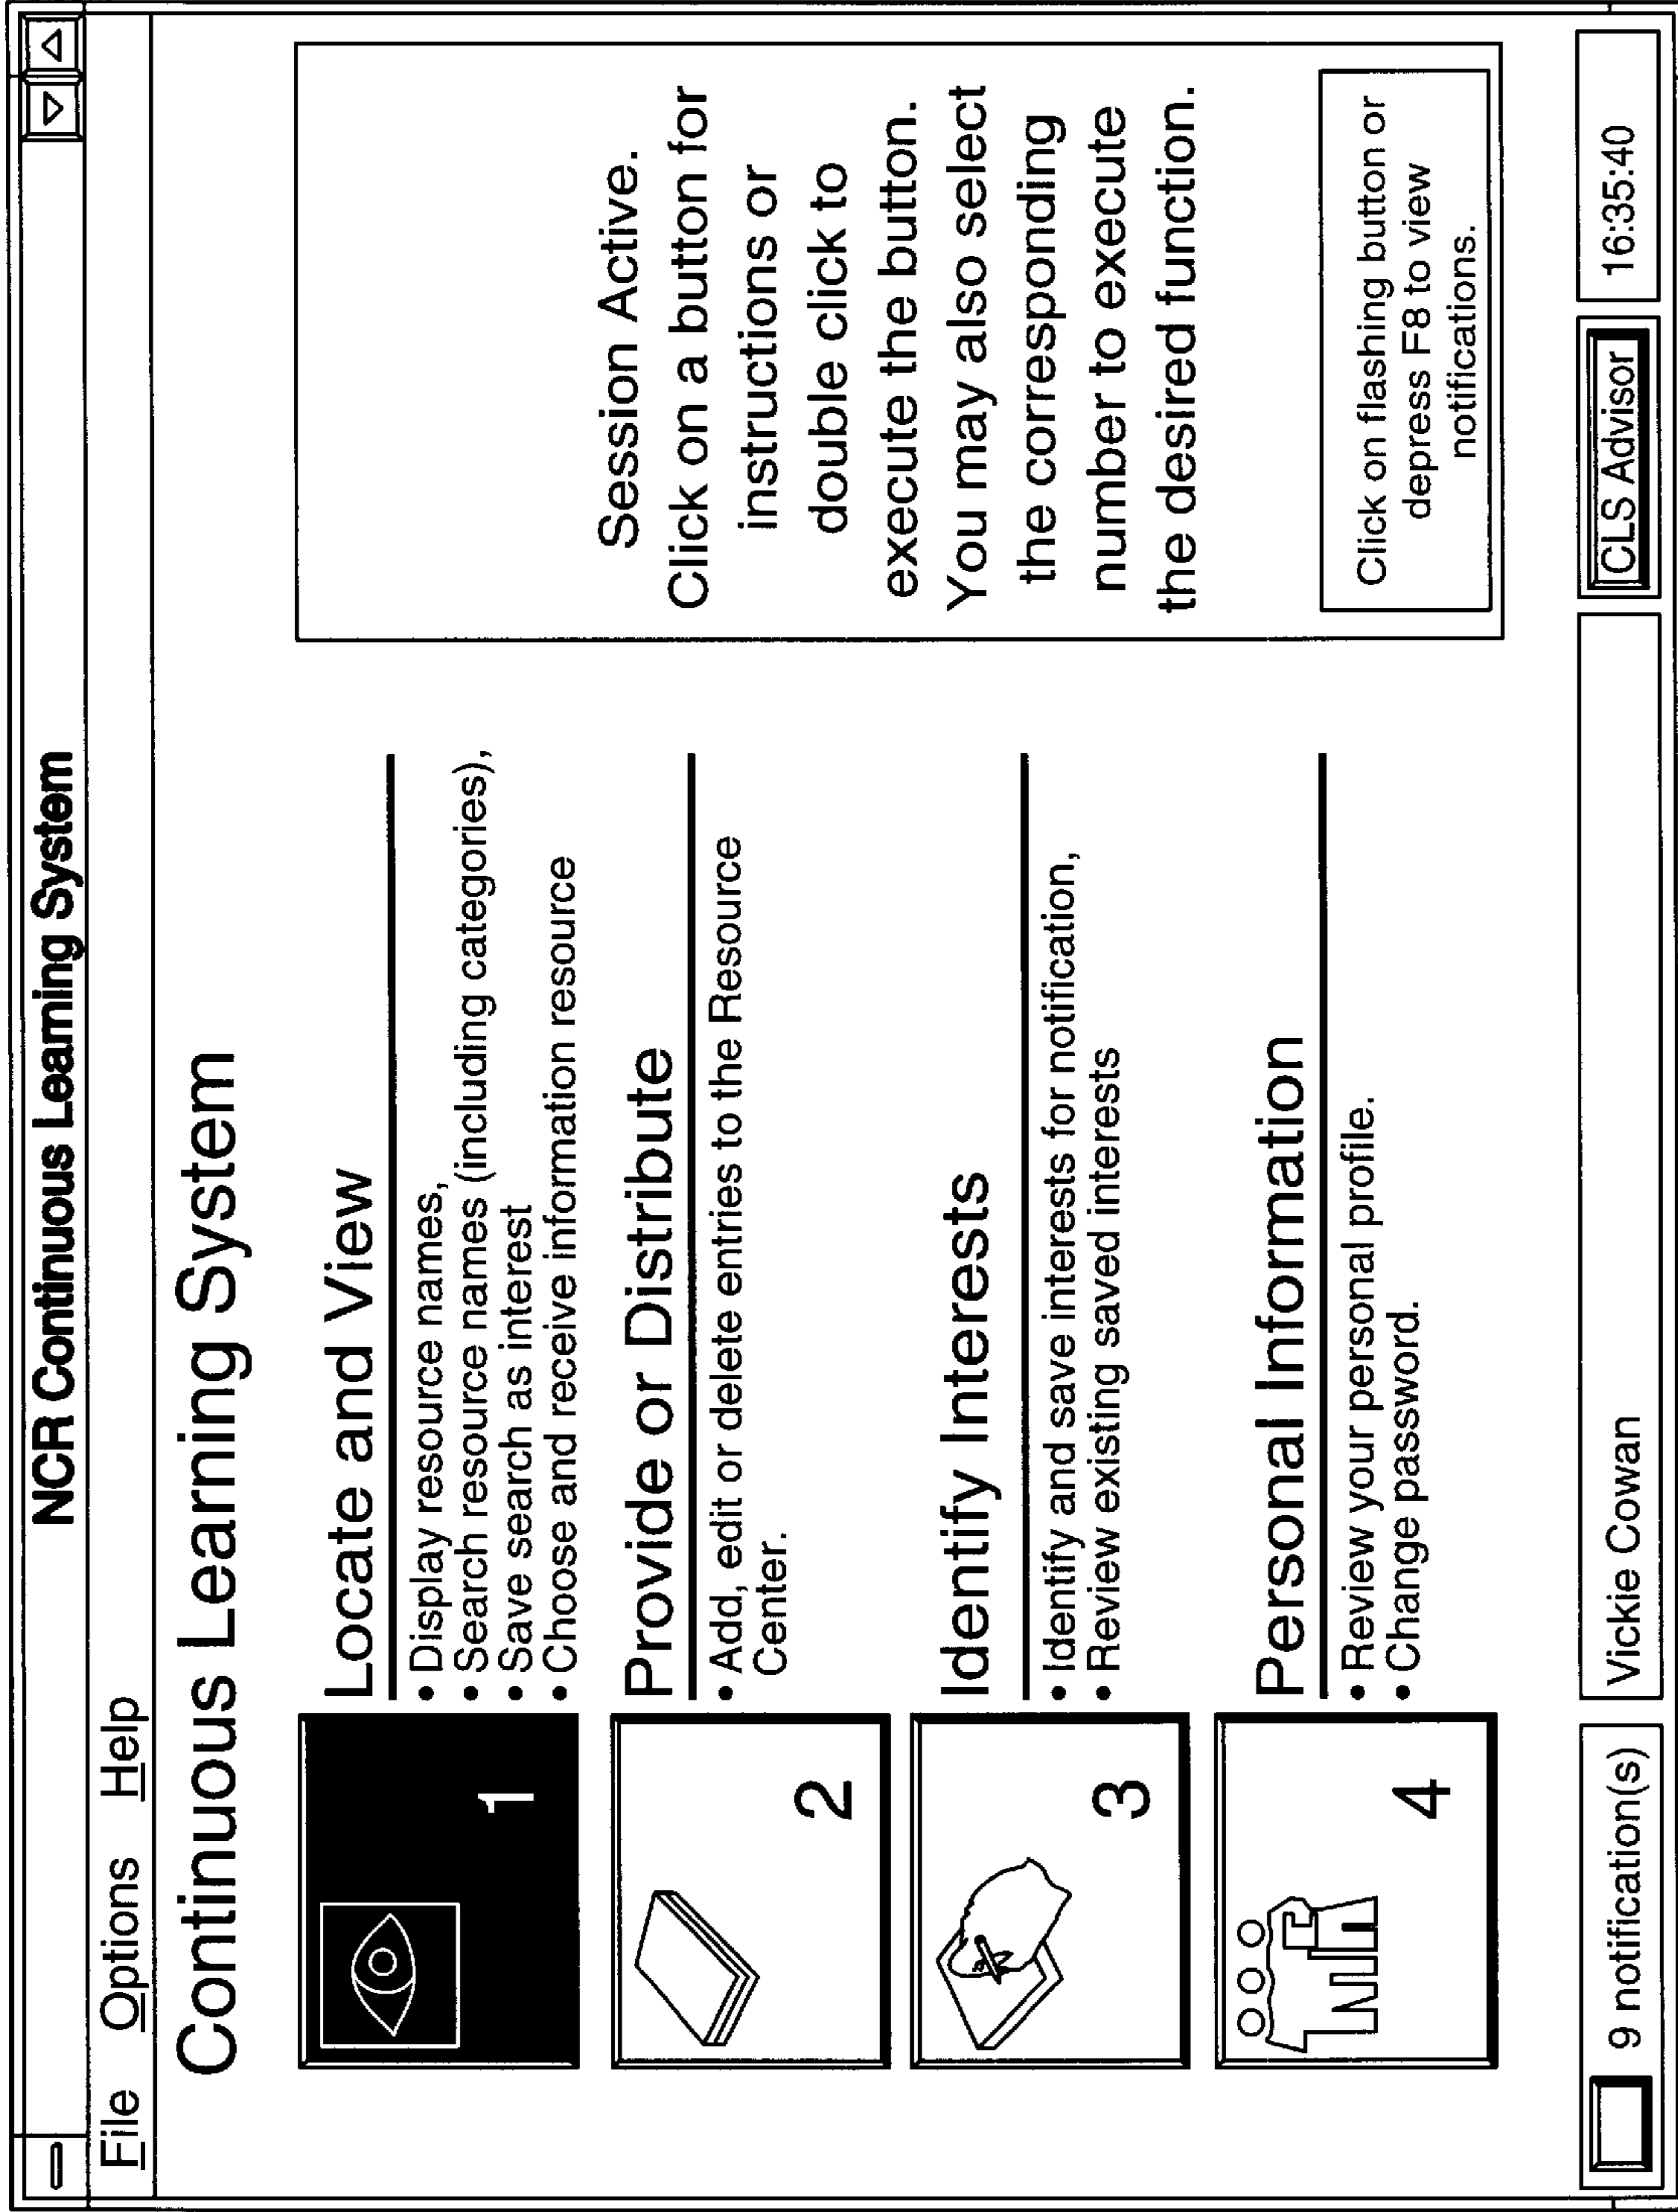 NCR Continuous Learning System
File Options Help
Continuous Learning System
1
Locate and View
• Display resource names,
• Search resource names (including categories),
• Save search as interest
• Choose and receive information resource
2
Provide or Distribute
• Add, edit or delete entries to the Resource
Center.
3
Identify Interests
• Identify and save interests for notification,
• Review existing saved interests
4
Personal Information
• Review your personal profile.
• Change password.
Session Active.
Click on a button for
instructions or
double click to
execute the button.
You may also select
the corresponding
number to execute
the desired function.
Click on flashing button or
depress F8 to view
notifications.
9 notification(s)
Vickie Cowan
CLS Advisor
16:35:40